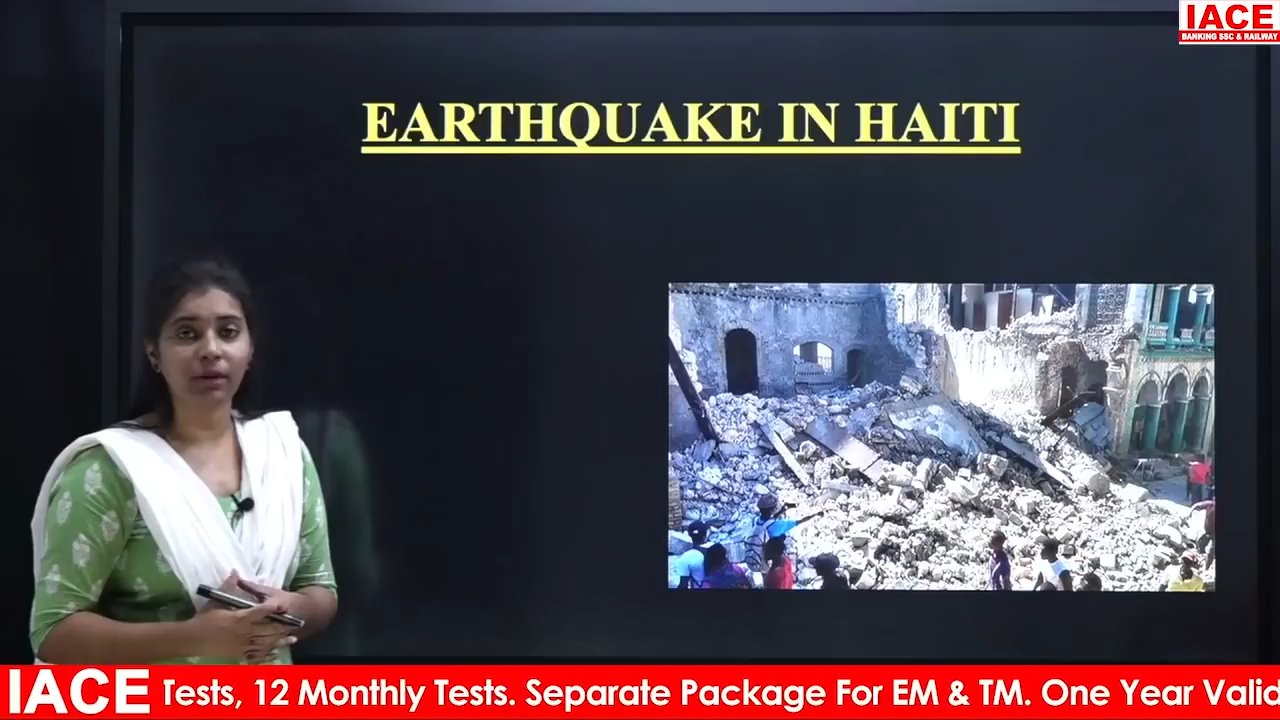 IACE
BANKING SSC & RAILWAY
EARTHQUAKE IN HAITI
IACE Tests, 12 Monthly Tests. Separate Package For EM & TM. One Year Valid